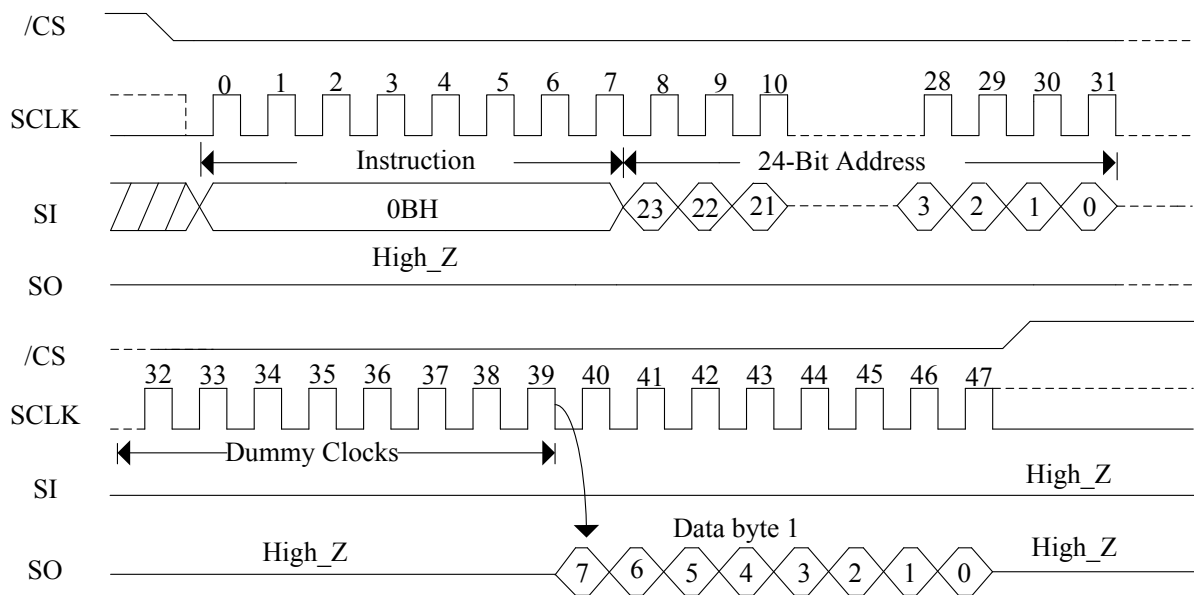 /CS
0 1 2 3 4 5 6 7 8 9 10 28 29 30 31
SCLK
Instruction 24-Bit Address
SI 0BH 23 22 21 3 2 1 0
High_Z
SO
/CS
32 33 34 35 36 37 38 39 40 41 42 43 44 45 46 47
SCLK
Dummy Clocks
SI High_Z
High_Z Data byte 1 High_Z
SO 7 6 5 4 3 2 1 0